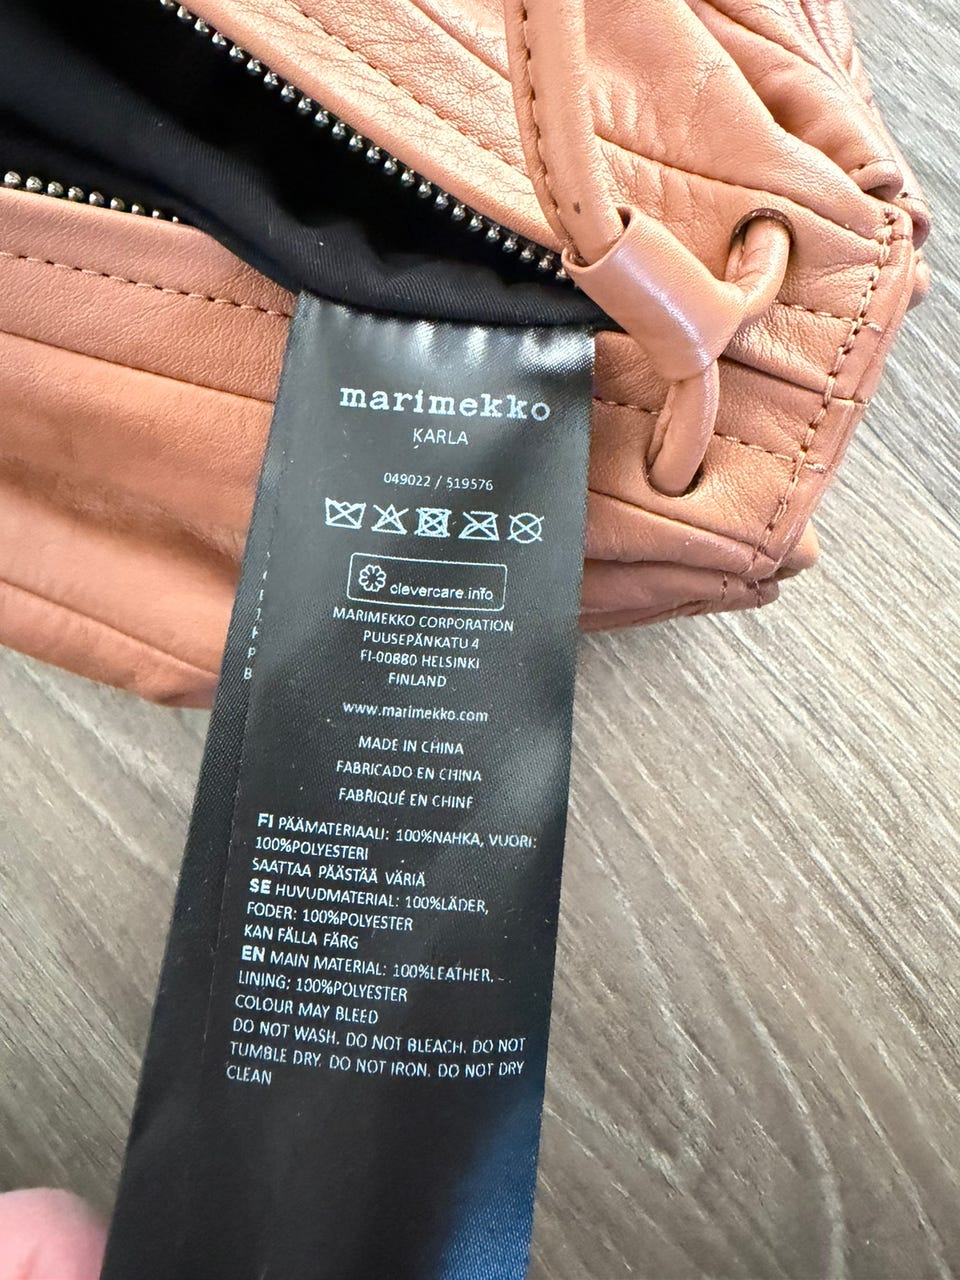 marimekko
KARLA
049022 / 519576
clevercare.info
MARIMEKKO CORPORATION
PUUSEPÄNKATU 4
FI-00880 HELSINKI
FINLAND
www.marimekko.com
MADE IN CHINA
FABRICADO EN CHINA
FABRIQUÉ EN CHINE
FI PÄÄMATERIAALI: 100%NAHKA, VUORI:
100%POLYESTERI
SAATTAA PÄÄSTÄÄ VÄRIÄ
SE HUVUDMATERIAL: 100%LÄDER,
FODER: 100%POLYESTER
KAN FÄLLA FÄRG
EN MAIN MATERIAL: 100%LEATHER,
LINING: 100%POLYESTER
COLOUR MAY BLEED
DO NOT WASH. DO NOT BLEACH. DO NOT
TUMBLE DRY. DO NOT IRON. DO NOT DRY
CLEAN